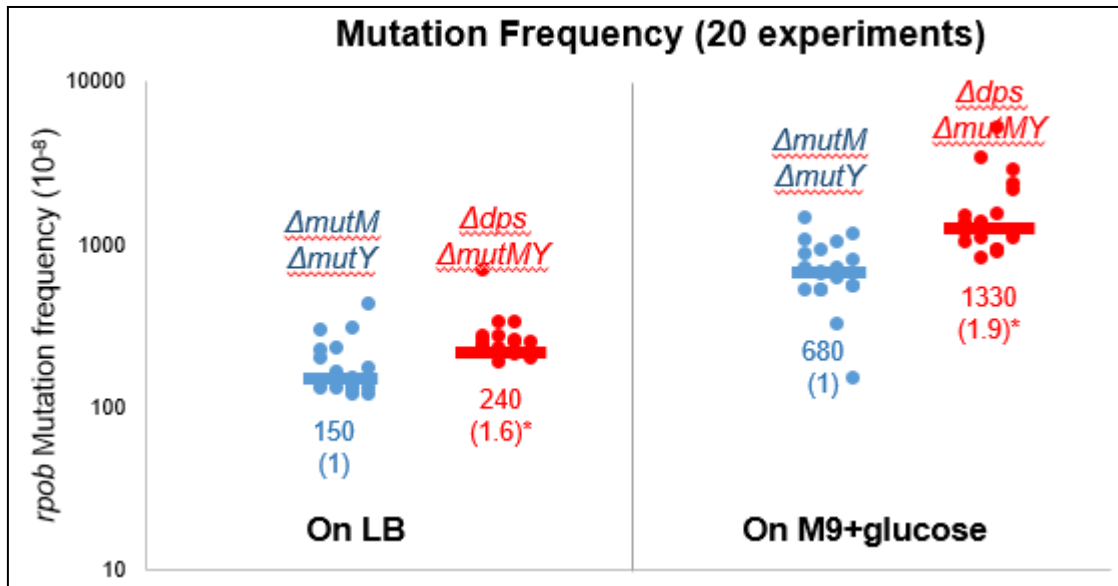 Mutation Frequency (20 experiments)
rpob Mutation frequency (10⁻⁸)
10000
1000
100
10
ΔmutM
ΔmutY
150
(1)
Δdps
ΔmutMY
240
(1.6)*
On LB
ΔmutM
ΔmutY
680
(1)
Δdps
ΔmutMY
1330
(1.9)*
On M9+glucose